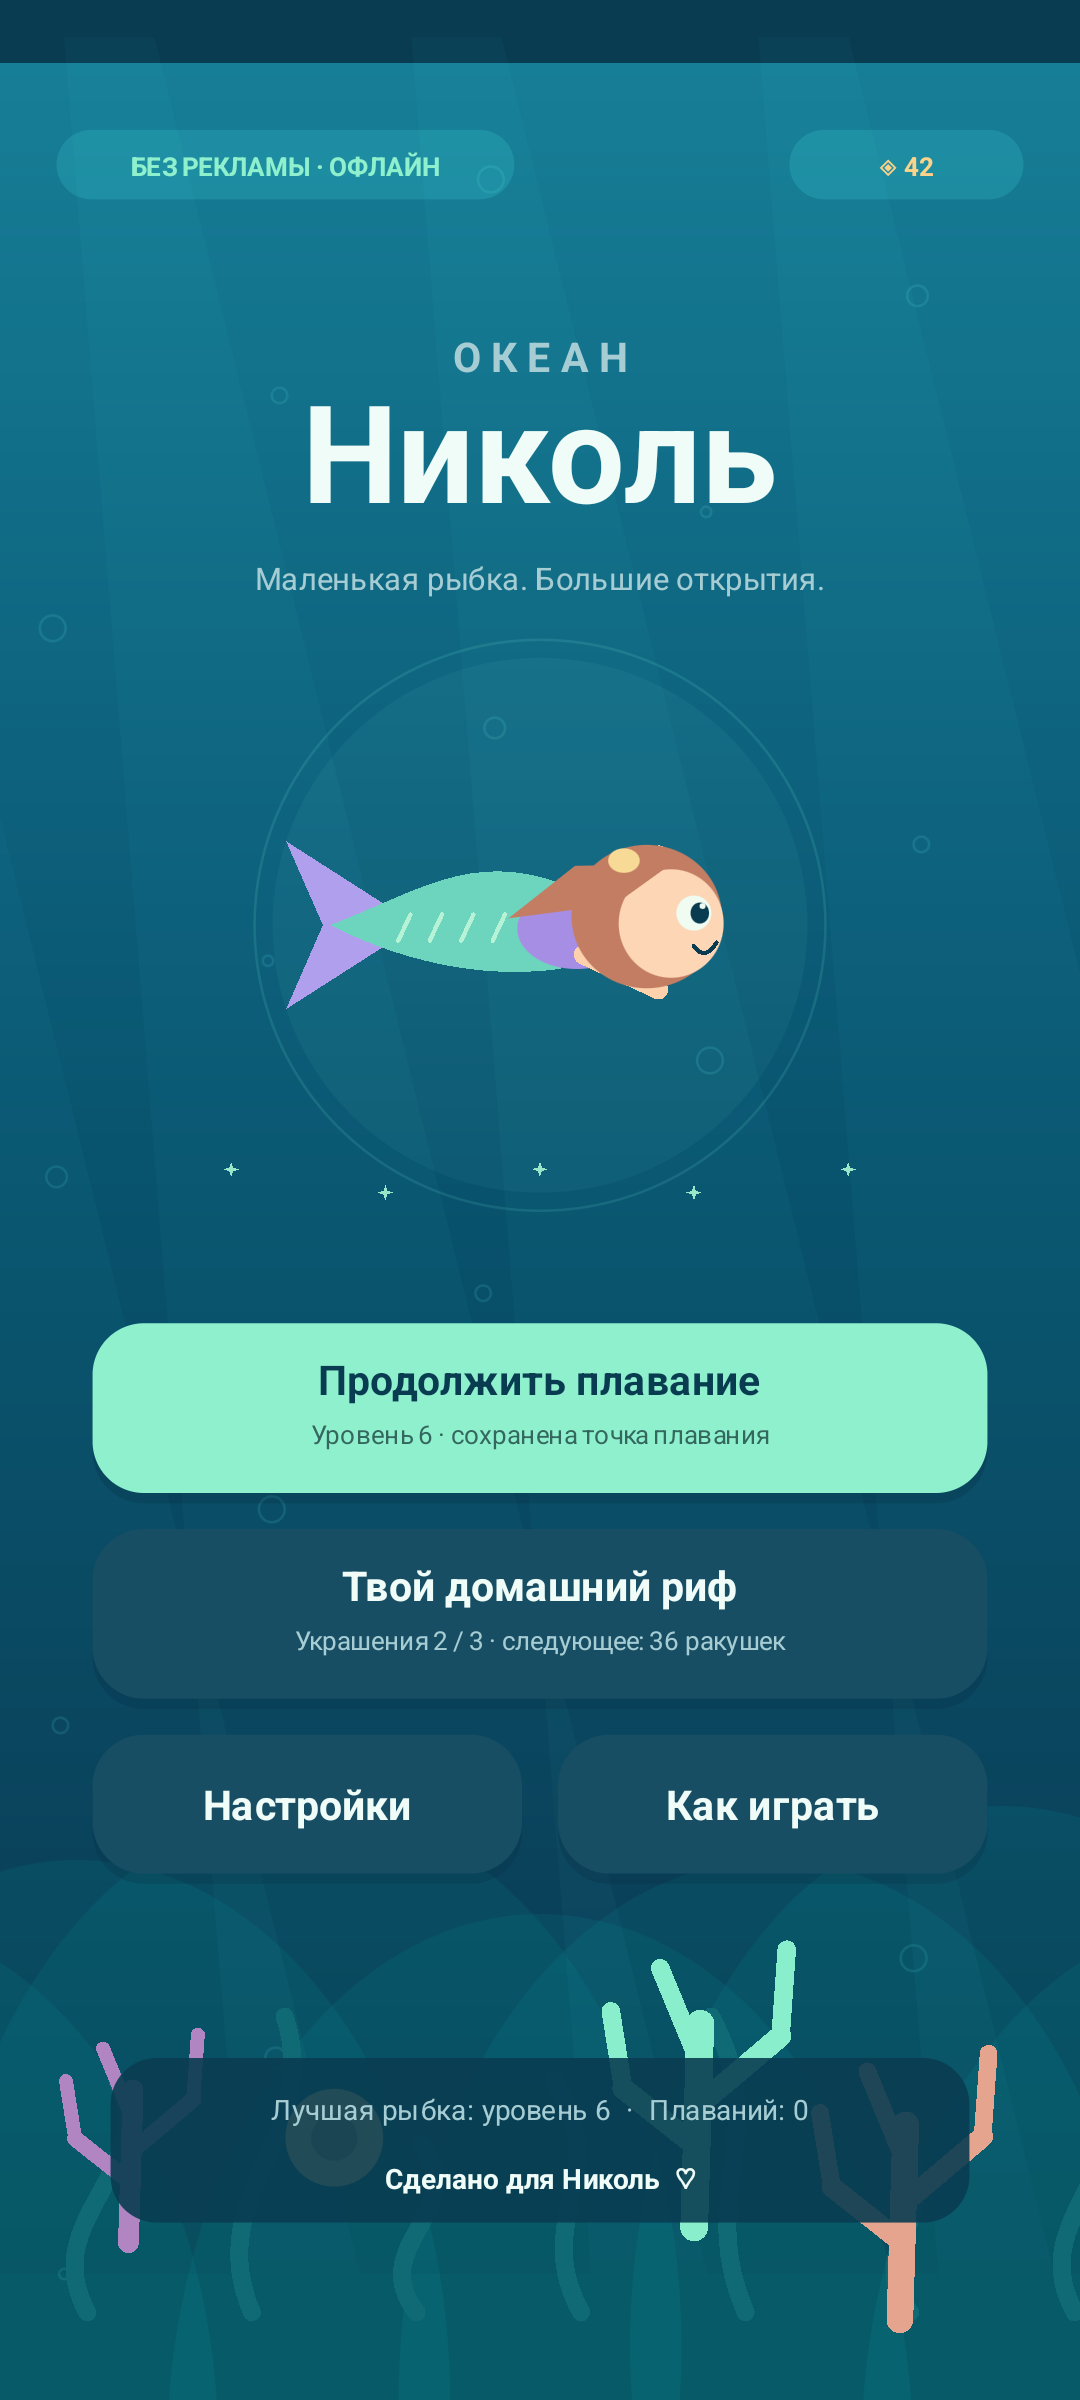 БЕЗ РЕКЛАМЫ · ОФЛАЙН
◈ 42
ОКЕАН
Николь
Маленькая рыбка. Большие открытия.
Продолжить плавание
Уровень 6 · сохранена точка плавания
Твой домашний риф
Украшения 2 / 3 · следующее: 36 ракушек
Настройки
Как играть
Лучшая рыбка: уровень 6 · Плаваний: 0
Сделано для Николь ♡